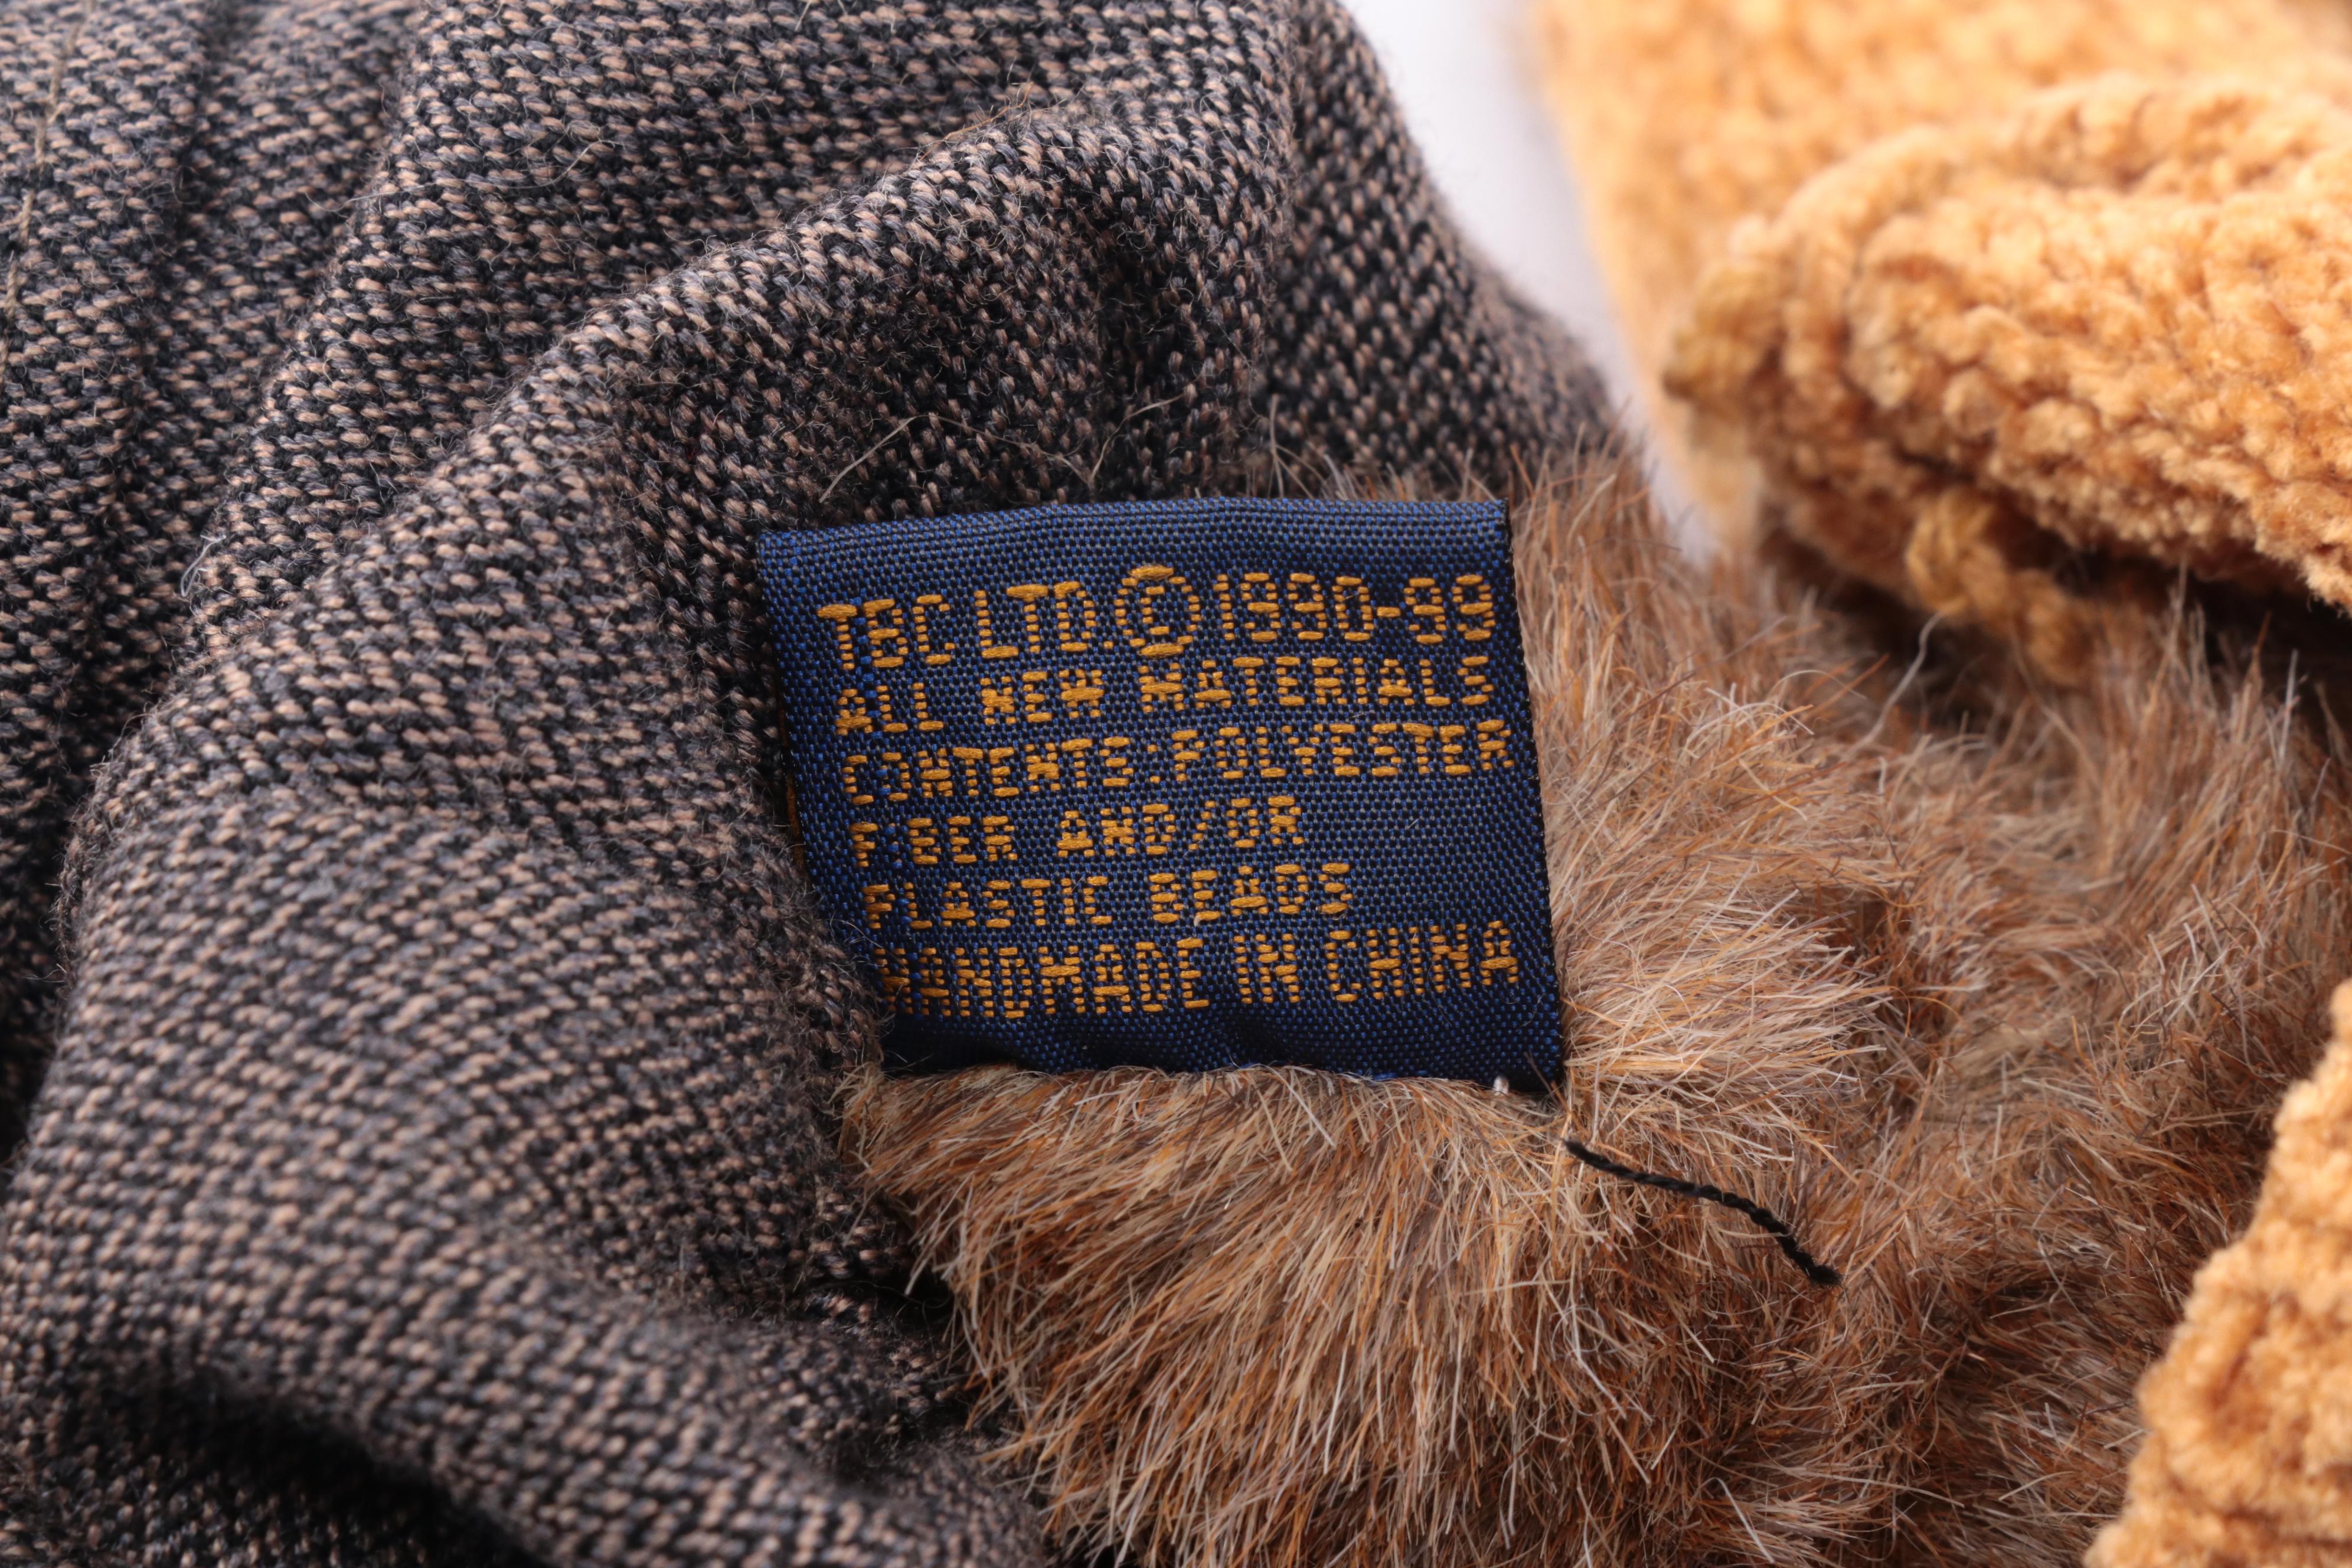 TBC LTD.©1990-99
ALL NEW MATERIALS
CONTENTS:POLYESTER
FIBER AND/OR
PLASTIC BEADS
HANDMADE IN CHINA